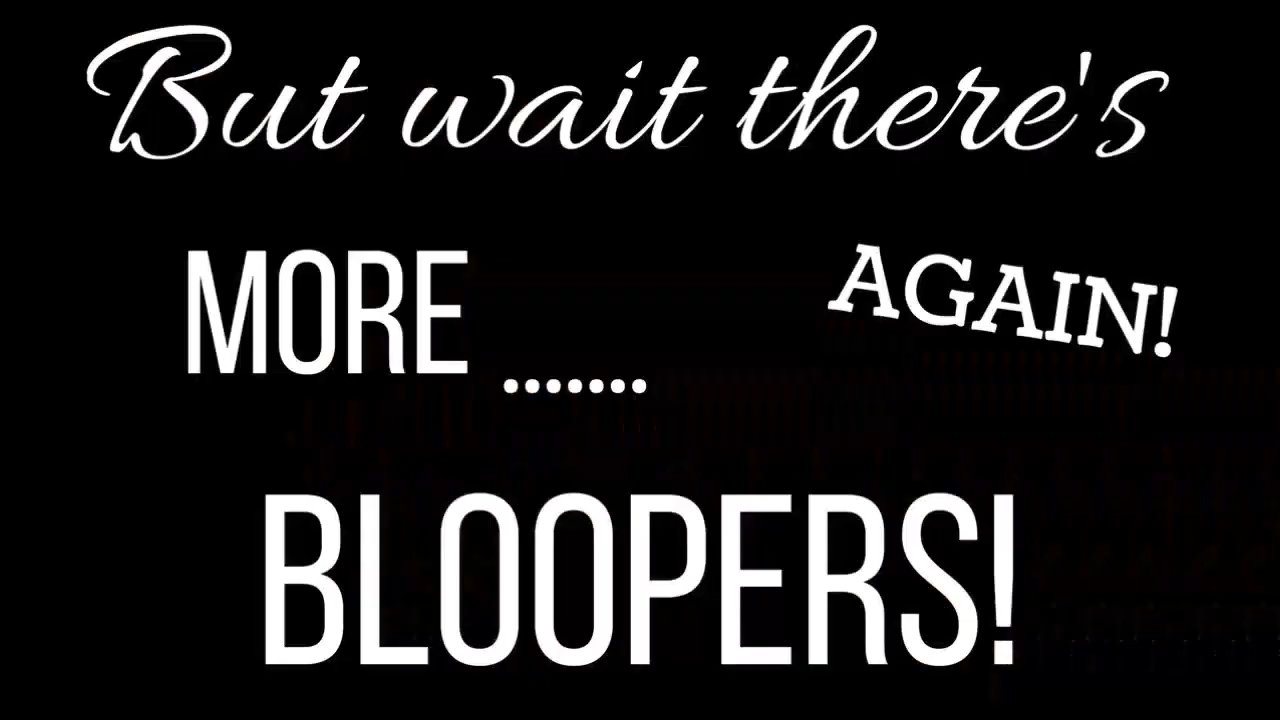 But wait there's
MORE ....... AGAIN!
BLOOPERS!